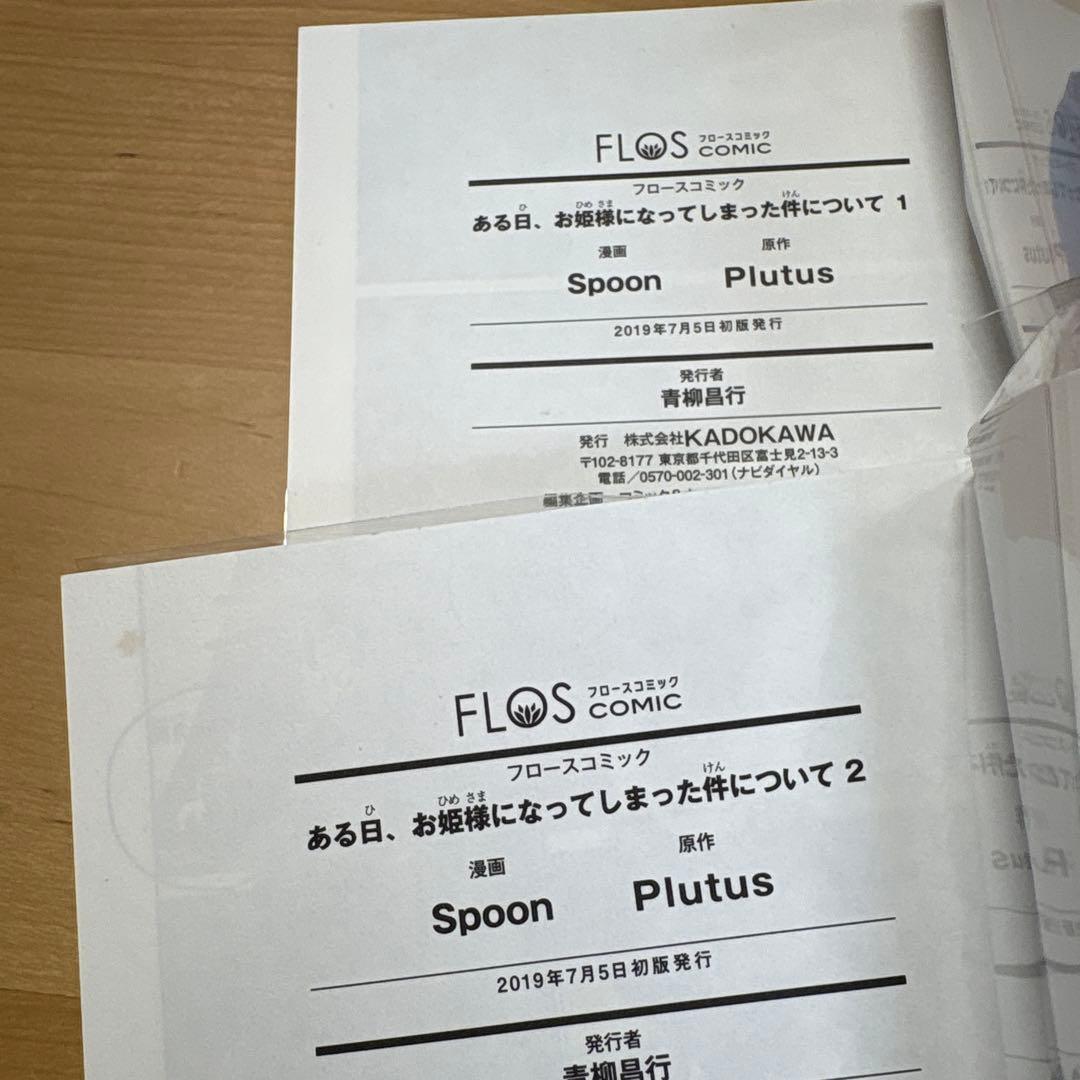 FLOS フロースコミック COMIC
フロースコミック
ある日、お姫様になってしまった件について 1
漫画 原作
Spoon Plutus
2019年7月5日初版発行
発行者
青柳昌行
発行 株式会社KADOKAWA
〒102-8177 東京都千代田区富士見2-13-3
電話/0570-002-301(ナビダイヤル)
編集企画
FLOS フロースコミック COMIC
フロースコミック
ある日、お姫様になってしまった件について 2
漫画 原作
Spoon Plutus
2019年7月5日初版発行
発行者
青柳昌行